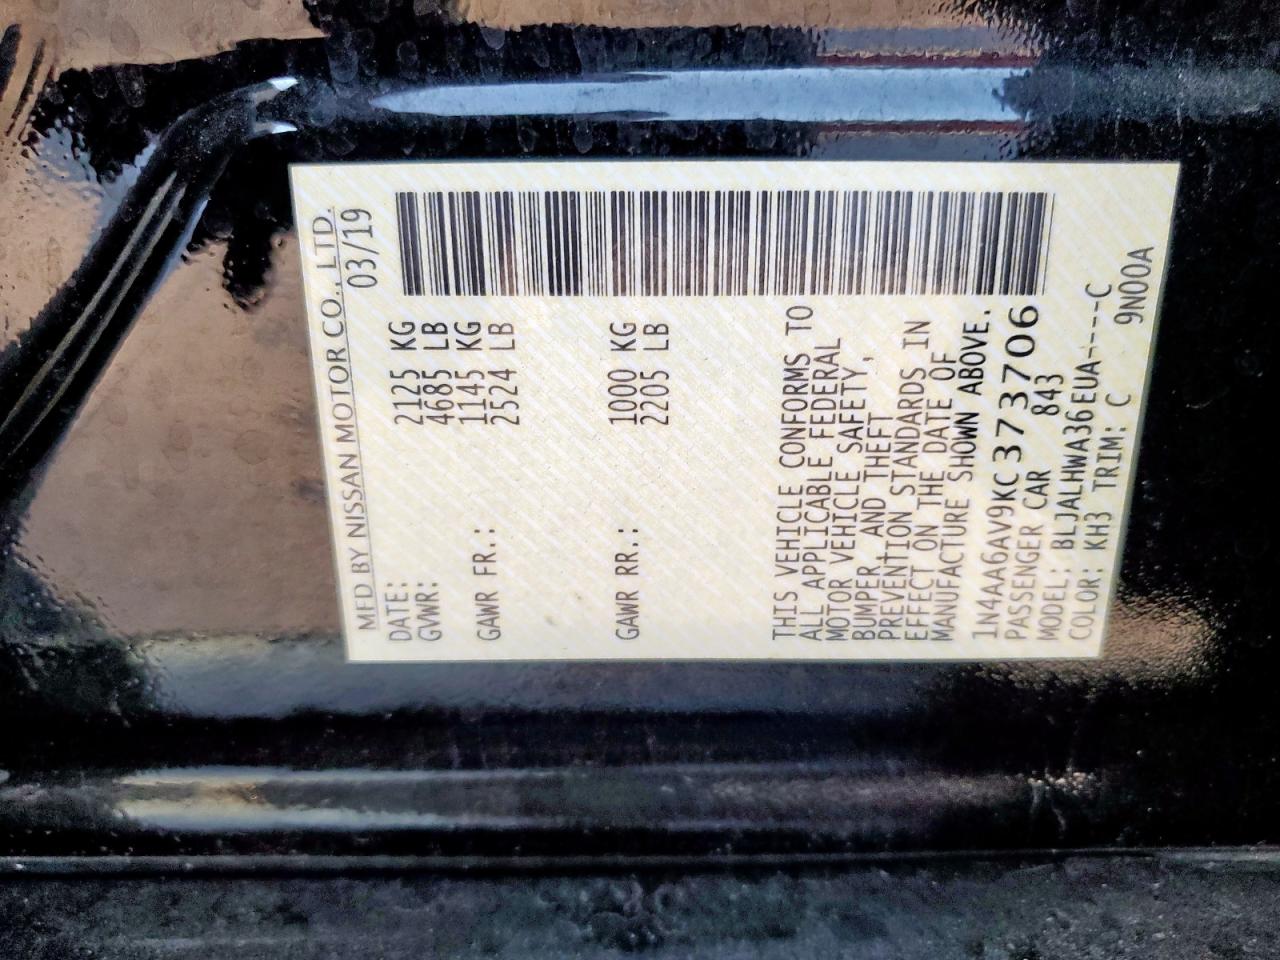 MFD BY NISSAN MOTOR CO., LTD.
DATE: 03/19
GVWR: 2125 KG
4685 LB
GAWR FR.: 1145 KG
2524 LB
GAWR RR.: 1000 KG
2205 LB
THIS VEHICLE CONFORMS TO
ALL APPLICABLE FEDERAL
MOTOR VEHICLE SAFETY,
BUMPER, AND THEFT
PREVENTION STANDARDS IN
EFFECT ON THE DATE OF
MANUFACTURE SHOWN ABOVE.
1N4AA6AV9KC373706
PASSENGER CAR 843
MODEL: BLJALHWA36EUA----C
COLOR: KH3 TRIM: C 9N00A